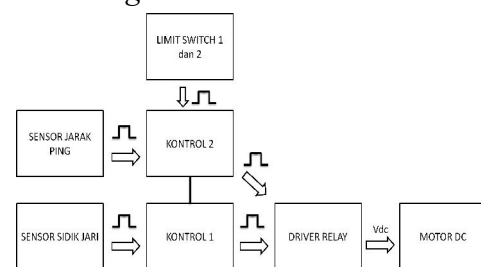 LIMIT SWITCH 1
dan 2
SENSOR JARAK
PING
KONTROL 2
SENSOR SIDIK JARI
KONTROL 1
DRIVER RELAY
Vdc
MOTOR DC